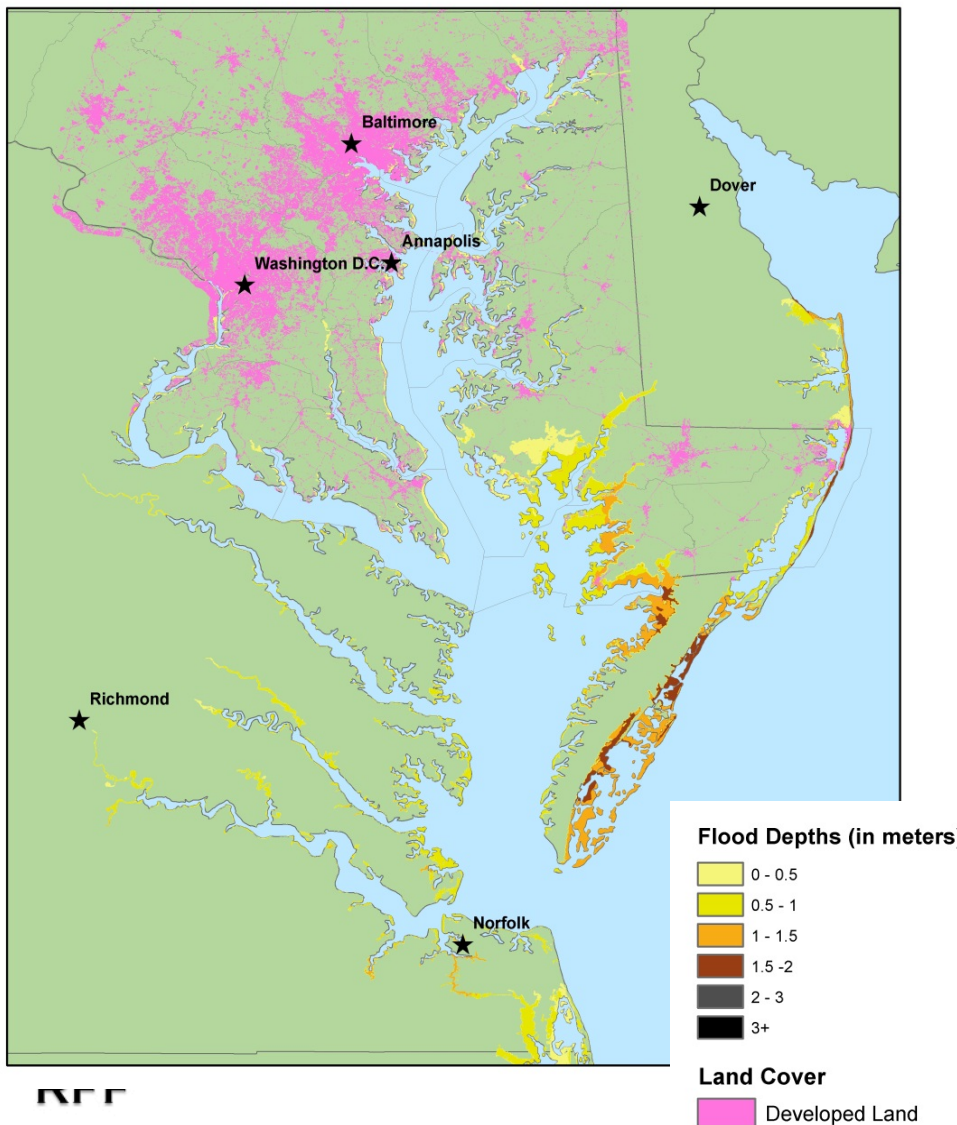 Baltimore
Dover
Annapolis
Washington D.C.
Richmond
Norfolk
Flood Depths (in meters)
0 - 0.5
0.5 - 1
1 - 1.5
1.5 -2
2 - 3
3+
Land Cover
Developed Land